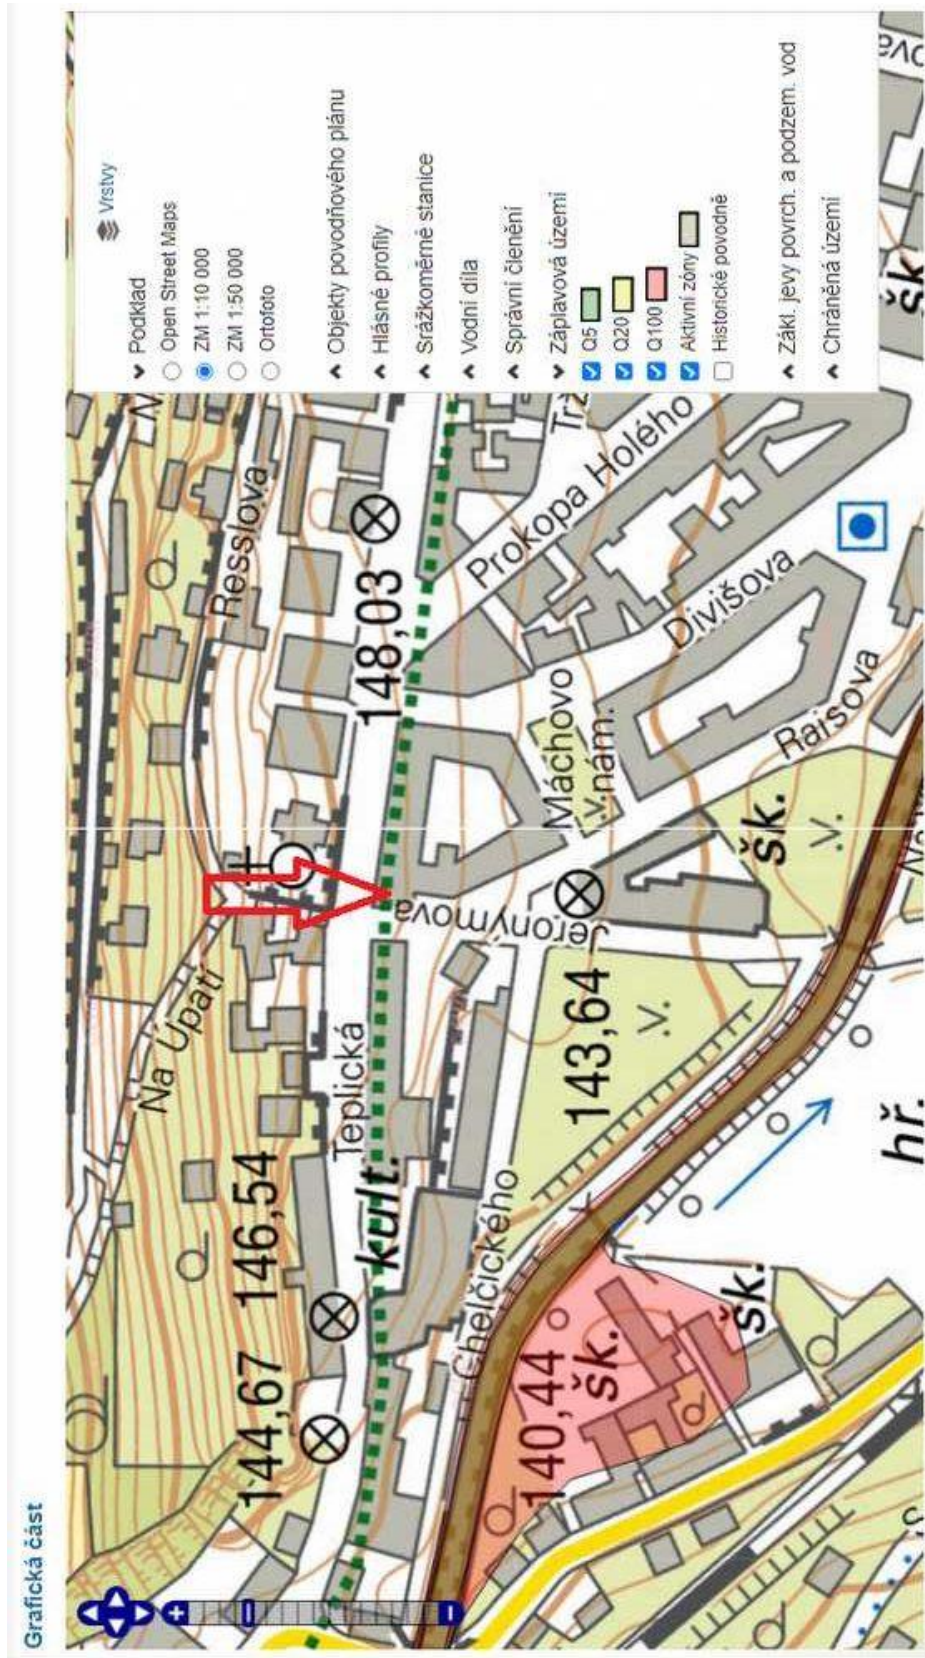 Grafická část
Vrstvy
Podklad
Open Street Maps
ZM 1:10 000
ZM 1:50 000
Ortofoto
Objekty povodňového plánu
Hlásné profily
Srážkoměrné stanice
Vodní díla
Správní členění
Záplavová území
Q5
Q20
Q100
Aktivní zóny
Historické povodně
Zákl. jevy povrch. a podzem. vod
Chráněná území
Na Úpatí
Resslova
144,67
146,54
148,03
Teplická
kult.
Prokopa Holého
Jeronýmova
Máchovo
nám.
Divišova
Raisova
Chelčického
143,64
140,44
šk.
šk.
šk.
šk.
hř.
v.
v.
v.